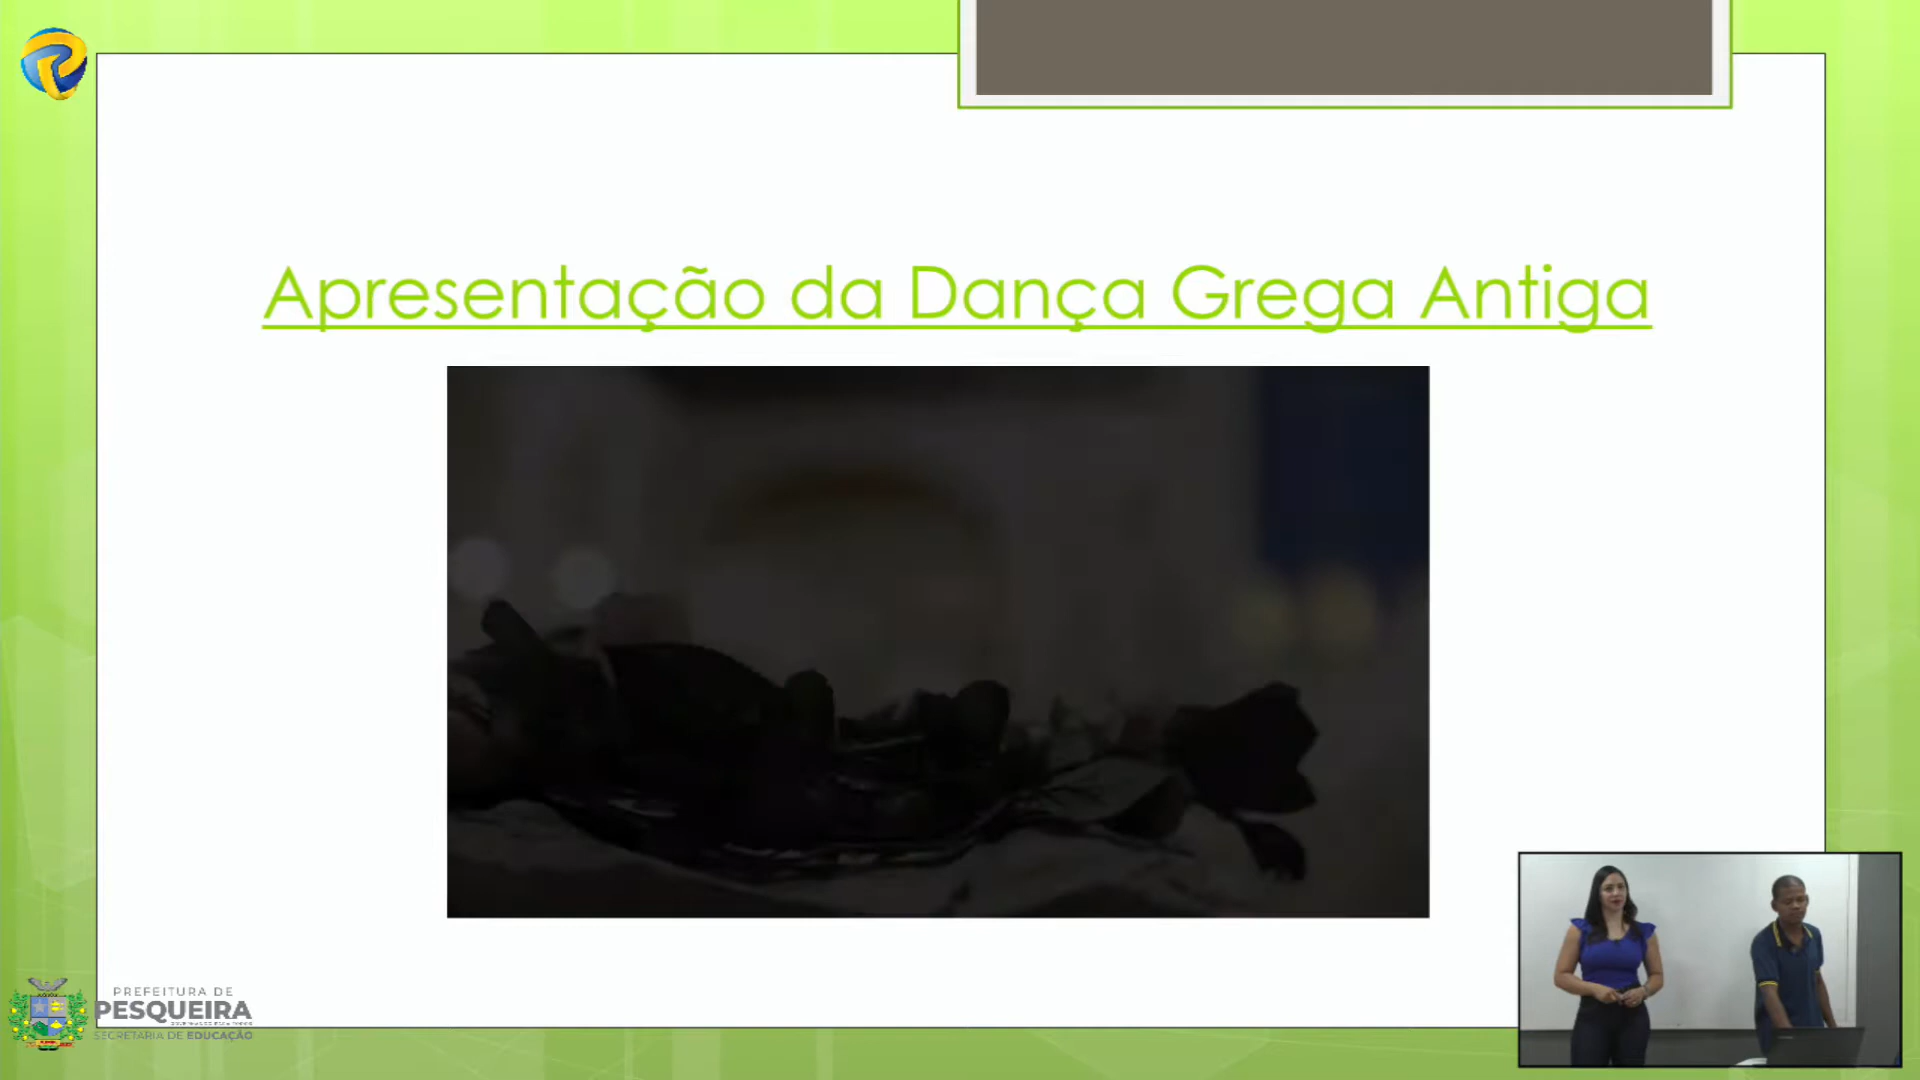 Apresentação da Dança Grega Antiga
PREFEITURA DE
PESQUEIRA
SECRETARIA DE EDUCAÇÃO